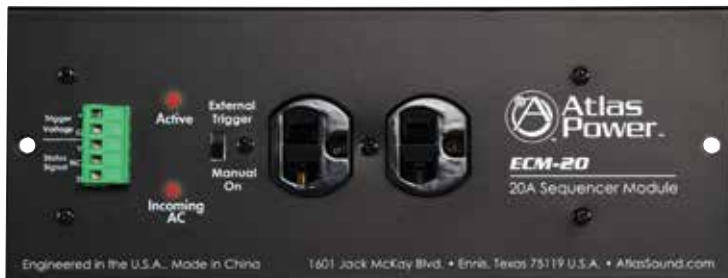 Trigger
Voltage
Status
Signal
Active
External
Trigger
Manual
On
Incoming
AC
Atlas
Power™
ECM-20
20A Sequencer Module
Engineered in the U.S.A., Made in China
1601 Jack McKay Blvd. • Ennis, Texas 75119 U.S.A. • AtlasSound.com